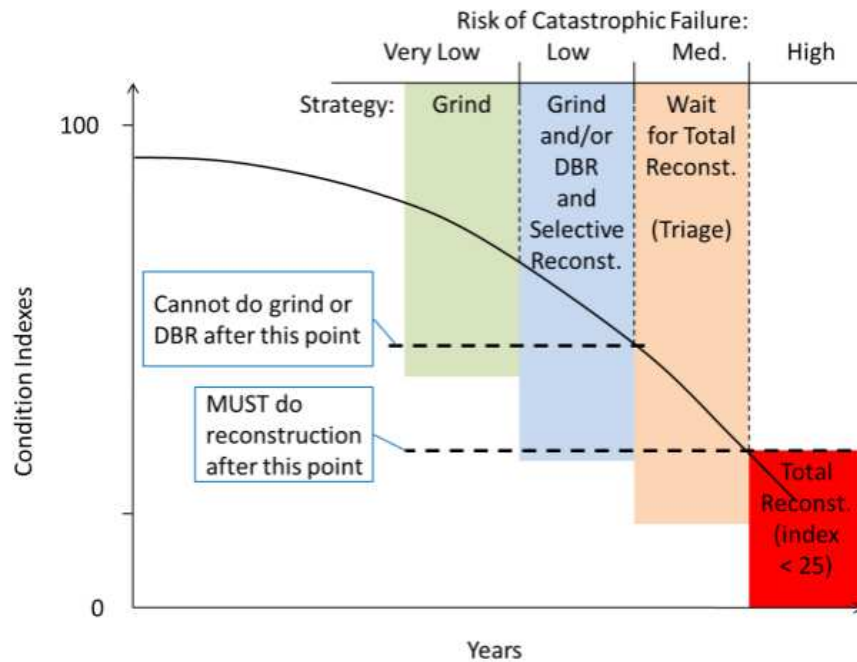 Risk of Catastrophic Failure:
Very Low
Low
Med.
High
Strategy:
Grind
Grind
and/or
DBR
and
Selective
Reconst.
Wait
for Total
Reconst.
(Triage)
100
Condition Indexes
Cannot do grind or
DBR after this point
MUST do
reconstruction
after this point
Total
Reconst.
(index
< 25)
0
Years